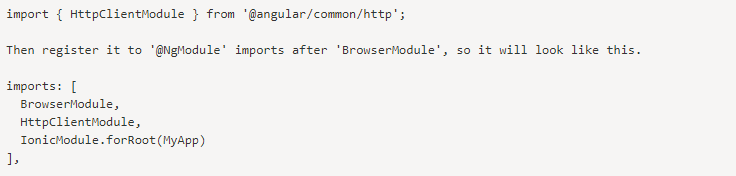 import { HttpClientModule } from '@angular/common/http';
Then register it to '@NgModule' imports after 'BrowserModule', so it will look like this.
imports: [
  BrowserModule,
  HttpClientModule,
  IonicModule.forRoot(MyApp)
],